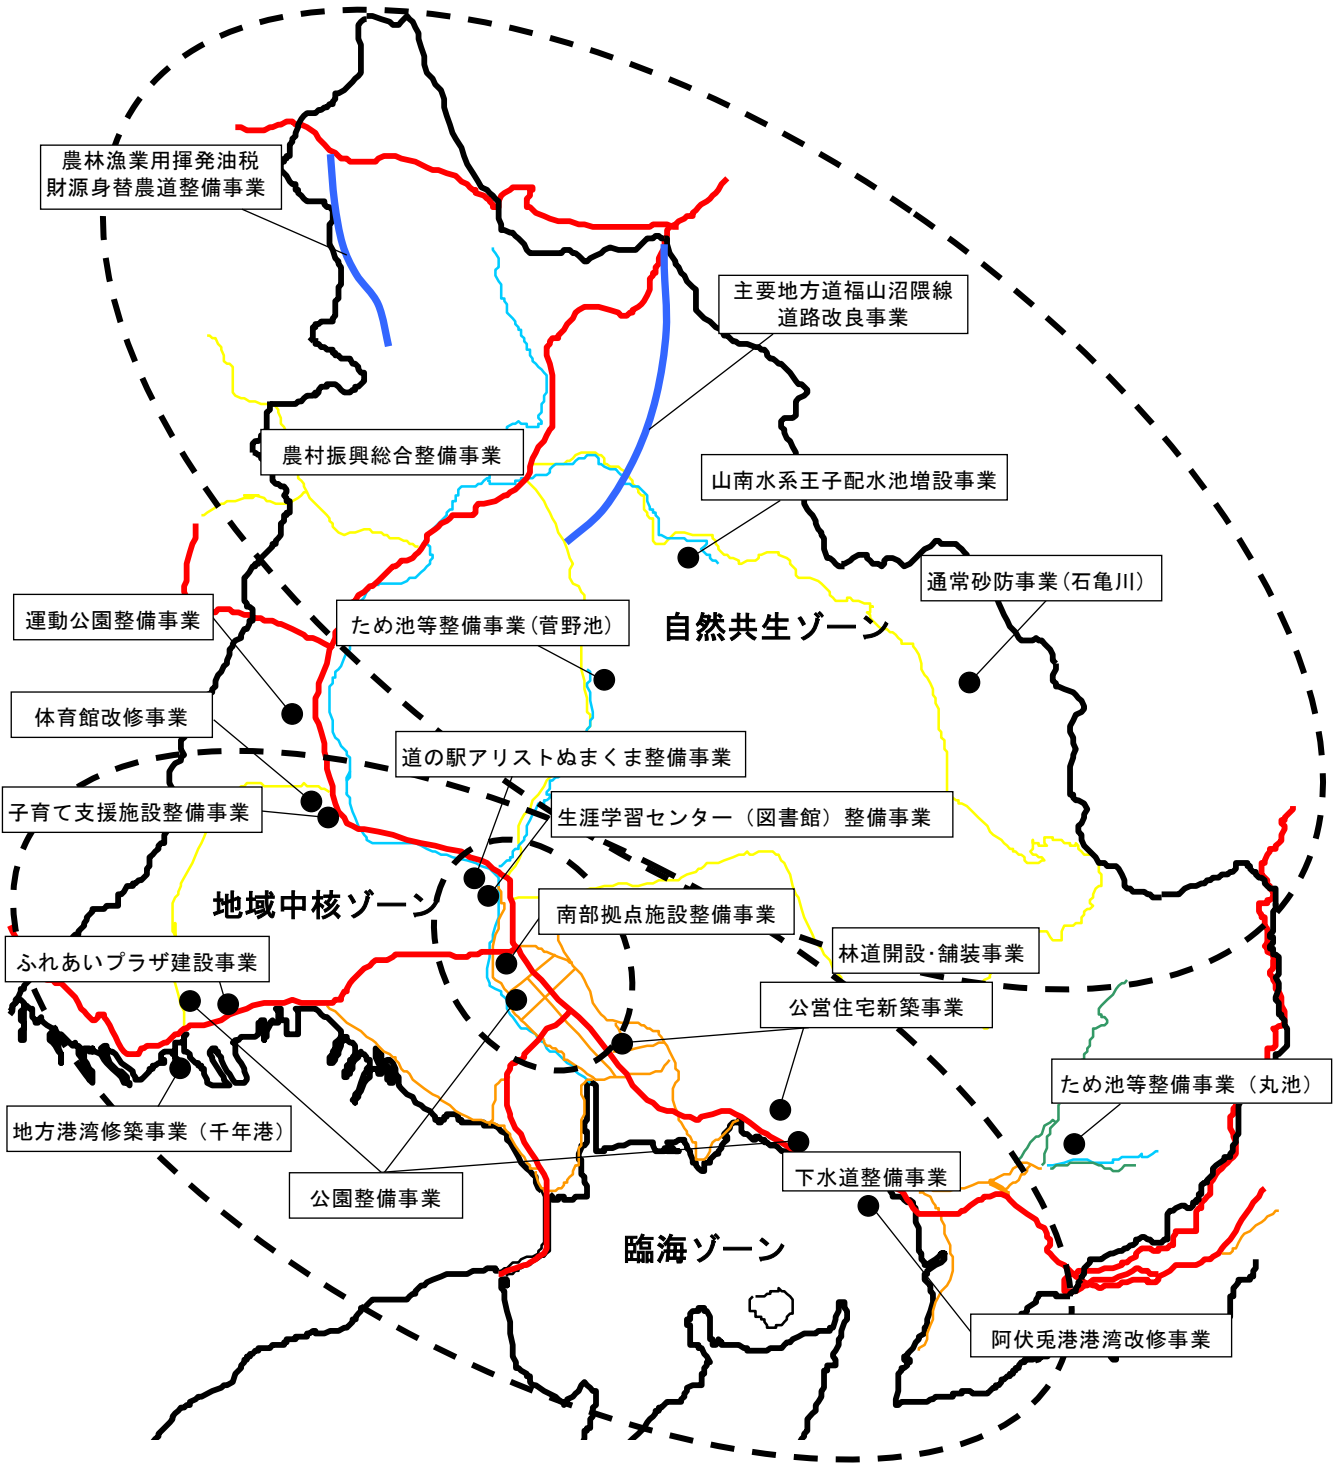 農林漁業用揮発油税
財源身替農道整備事業
主要地方道福山沼隈線
道路改良事業
農村振興総合整備事業
山南水系王子配水池増設事業
通常砂防事業(石亀川)
運動公園整備事業
ため池等整備事業(菅野池)
自然共生ゾーン
体育館改修事業
道の駅アリストぬまくま整備事業
子育て支援施設整備事業
生涯学習センター（図書館）整備事業
地域中核ゾーン
南部拠点施設整備事業
ふれあいプラザ建設事業
林道開設・舗装事業
公営住宅新築事業
ため池等整備事業（丸池）
地方港湾修築事業（千年港）
公園整備事業
下水道整備事業
臨海ゾーン
阿伏兎港港湾改修事業